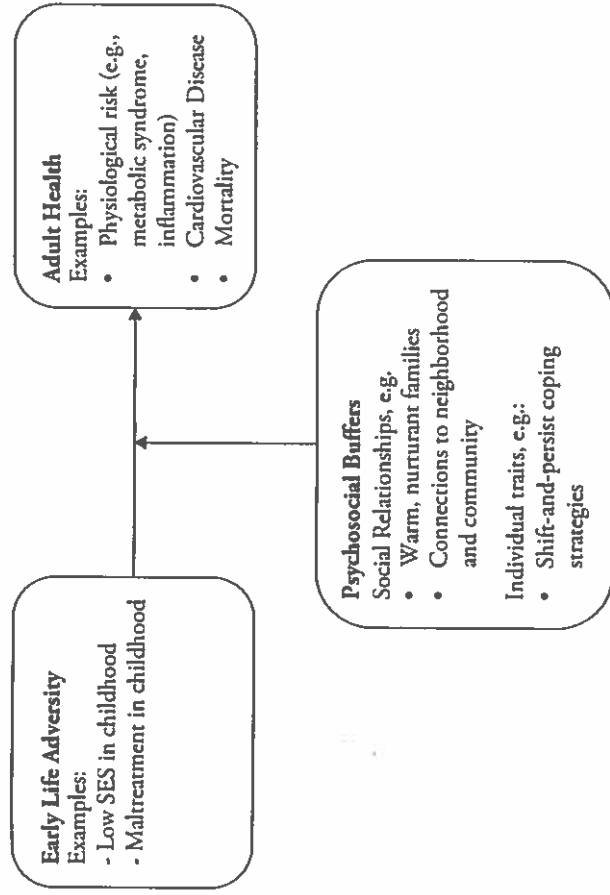 Early Life Adversity
Examples:
- Low SES in childhood
- Maltreatment in childhood
Adult Health
Examples:
• Physiological risk (e.g.,
metabolic syndrome,
inflammation)
• Cardiovascular Disease
• Mortality
Psychosocial Buffers
Social Relationships, e.g.
• Warm, nurturant families
• Connections to neighborhood
and community
Individual traits, e.g.:
• Shift-and-persist coping
strategies